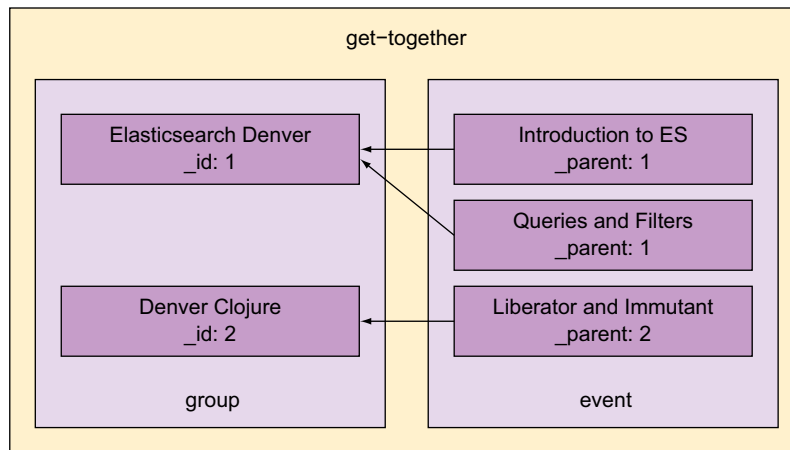 get-together
Elasticsearch Denver
_id: 1
Denver Clojure
_id: 2
group
Introduction to ES
_parent: 1
Queries and Filters
_parent: 1
Liberator and Immutant
_parent: 2
event